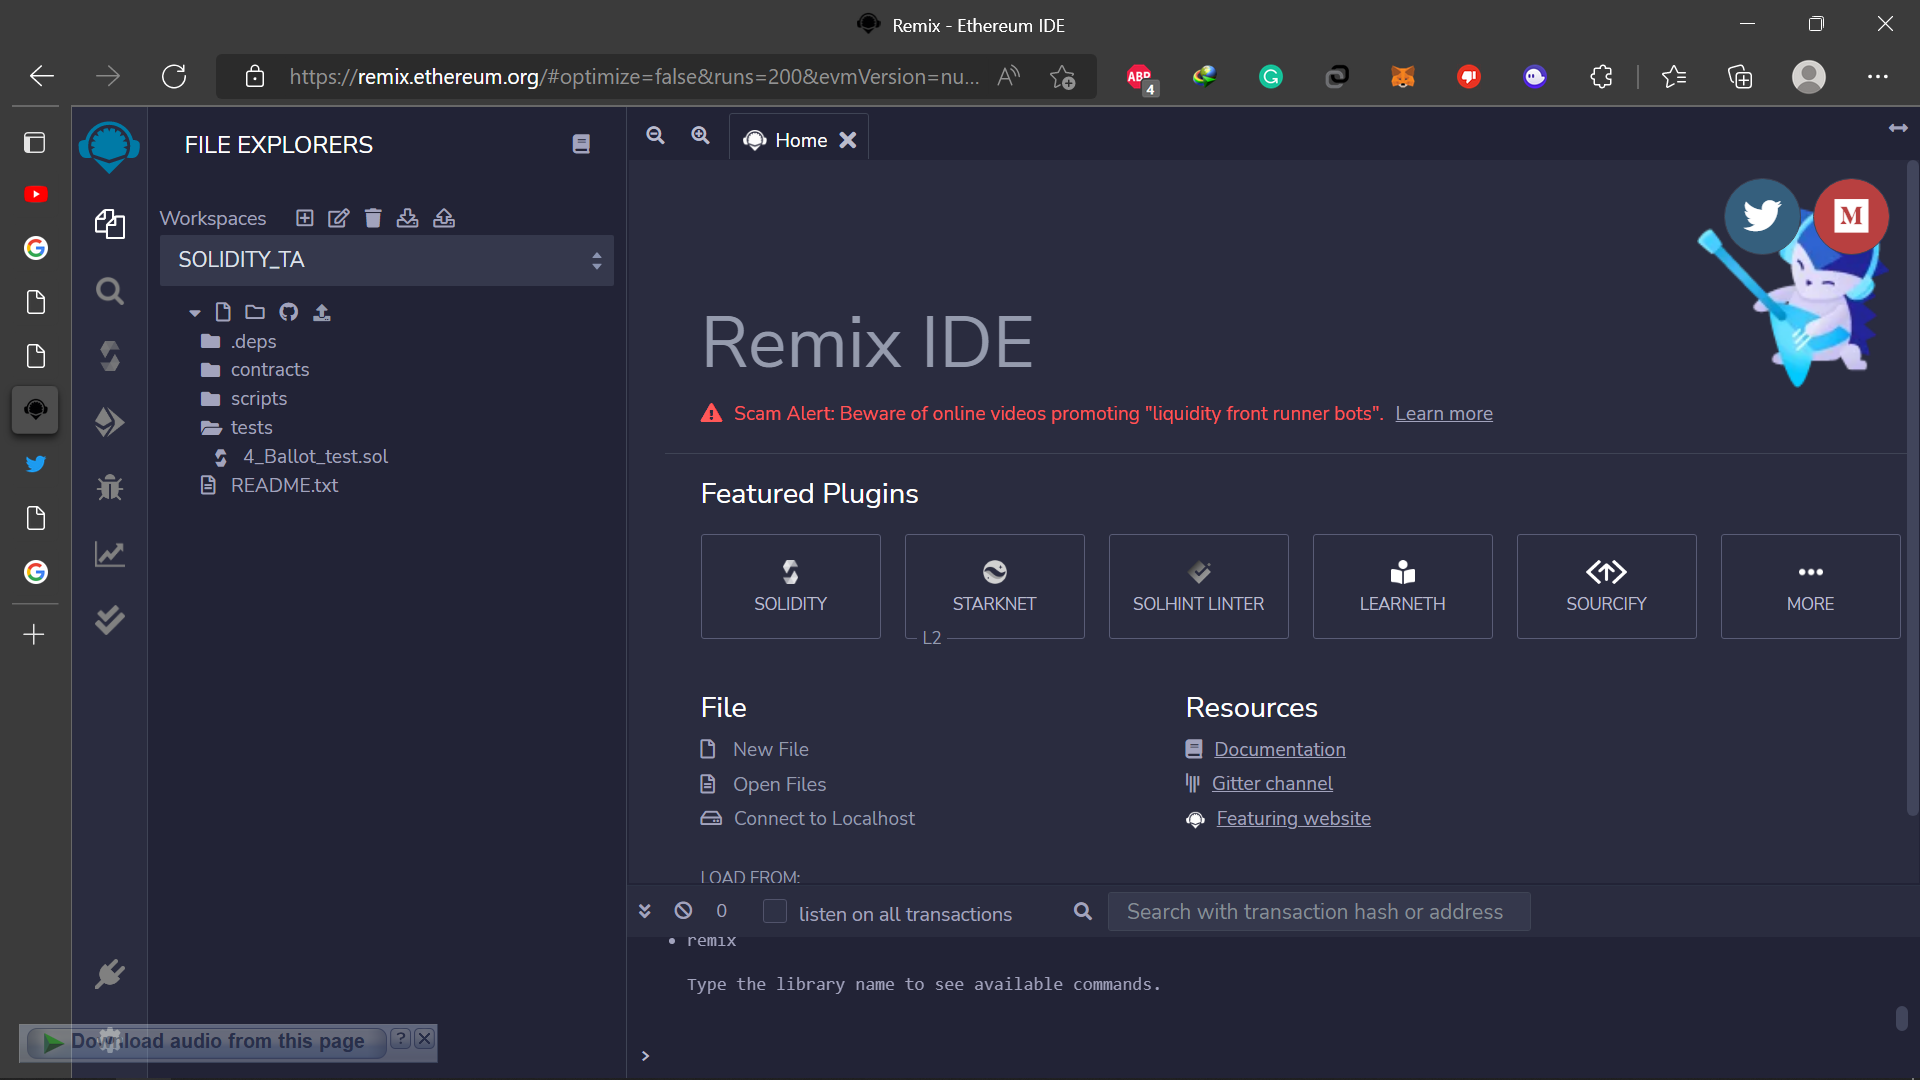 Remix - Ethereum IDE
https://remix.ethereum.org/#optimize=false&runs=200&evmVersion=nu...
A
ABP
4
G
FILE EXPLORERS
Home
Workspaces
SOLIDITY_TA
.deps
contracts
scripts
tests
4_Ballot_test.sol
README.txt
M
Remix IDE
Scam Alert: Beware of online videos promoting "liquidity front runner bots". Learn more
Featured Plugins
SOLIDITY
STARKNET
SOLHINT LINTER
LEARNETH
SOURCIFY
MORE
L2
File
New File
Open Files
Connect to Localhost
LOAD FROM:
Resources
Documentation
Gitter channel
Featuring website
0
listen on all transactions
Search with transaction hash or address
• remix
Type the library name to see available commands.
>
Download audio from this page
?